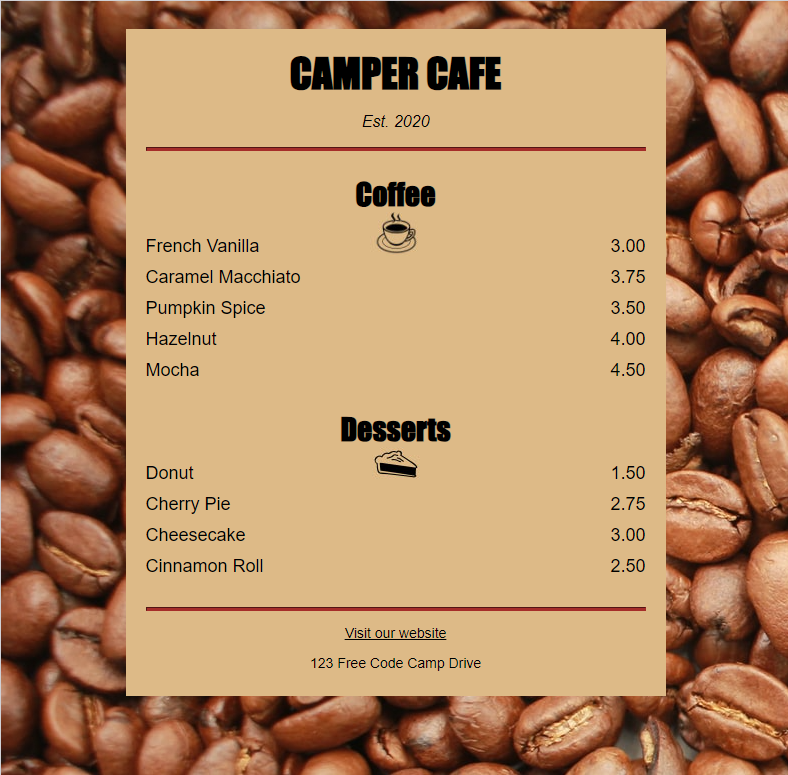 CAMPER CAFE
Est. 2020
Coffee
French Vanilla 3.00
Caramel Macchiato 3.75
Pumpkin Spice 3.50
Hazelnut 4.00
Mocha 4.50
Desserts
Donut 1.50
Cherry Pie 2.75
Cheesecake 3.00
Cinnamon Roll 2.50
Visit our website
123 Free Code Camp Drive